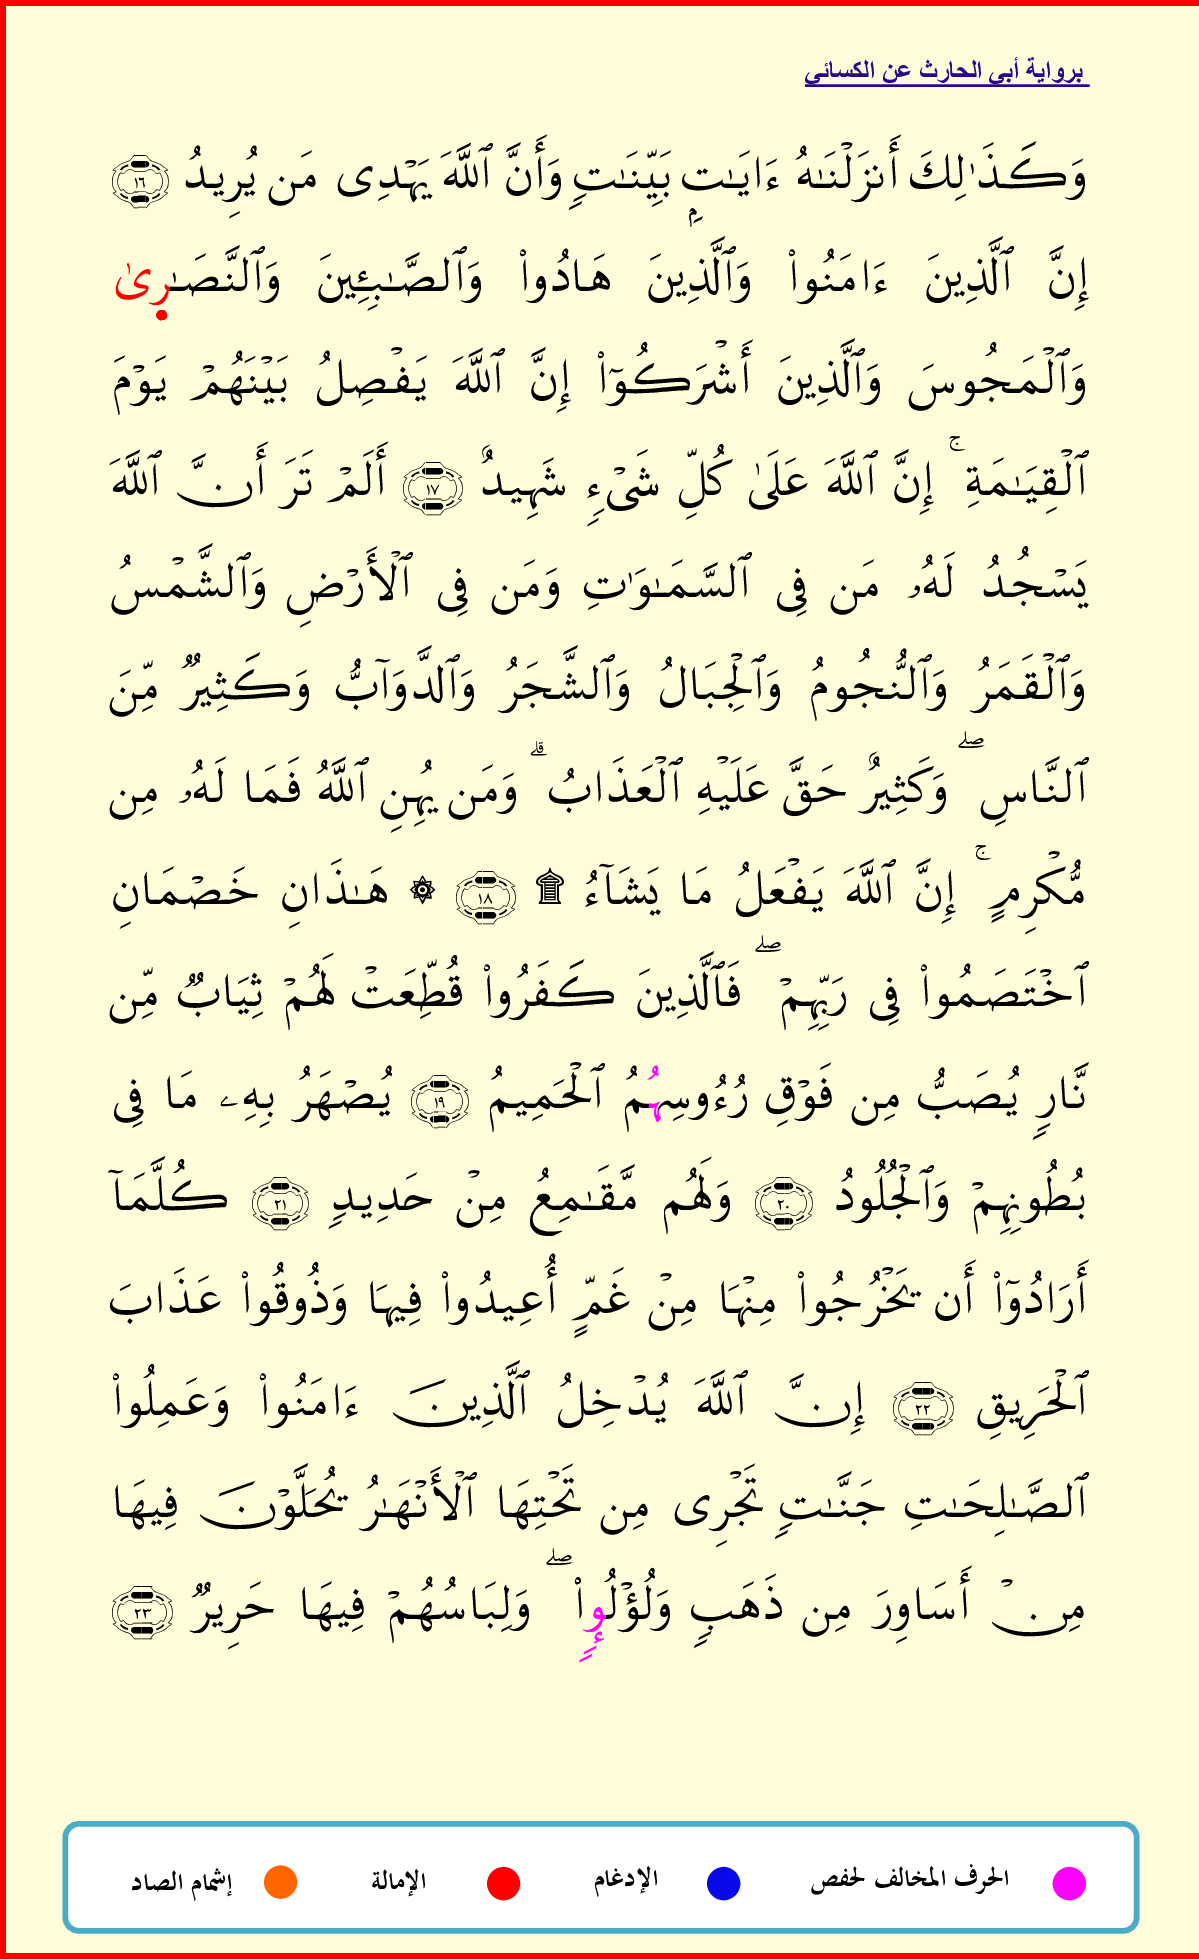 برواية أبي الحارث عن الكسائي
وَكَذَٰلِكَ أَنزَلْنَـٰهُ ءَايَـٰتِۭ بَيِّنَـٰتٍۢ وَأَنَّ ٱللَّهَ يَهْدِى مَن يُرِيدُ ١٦
إِنَّ ٱلَّذِينَ ءَامَنُوا۟ وَٱلَّذِينَ هَادُوا۟ وَٱلصَّـٰبِـِٔينَ وَٱلنَّصَـٰرِىٰ
وَٱلْمَجُوسَ وَٱلَّذِينَ أَشْرَكُوٓا۟ إِنَّ ٱللَّهَ يَفْصِلُ بَيْنَهُمْ يَوْمَ
ٱلْقِيَـٰمَةِ ۚ إِنَّ ٱللَّهَ عَلَىٰ كُلِّ شَىْءٍۢ شَهِيدٌ ١٧ أَلَمْ تَرَ أَنَّ ٱللَّهَ
يَسْجُدُ لَهُۥ مَن فِى ٱلسَّمَـٰوَٰتِ وَمَن فِى ٱلْأَرْضِ وَٱلشَّمْسُ
وَٱلْقَمَرُ وَٱلنُّجُومُ وَٱلْجِبَالُ وَٱلشَّجَرُ وَٱلدَّوَآبُّ وَكَثِيرٌۭ مِّنَ
ٱلنَّاسِ ۖ وَكَثِيرٌ حَقَّ عَلَيْهِ ٱلْعَذَابُ ۗ وَمَن يُهِنِ ٱللَّهُ فَمَا لَهُۥ مِن
مُّكْرِمٍ ۚ إِنَّ ٱللَّهَ يَفْعَلُ مَا يَشَآءُ ۩ ١٨ ۞ هَـٰذَانِ خَصْمَانِ
ٱخْتَصَمُوا۟ فِى رَبِّهِمْ ۖ فَٱلَّذِينَ كَفَرُوا۟ قُطِّعَتْ لَهُمْ ثِيَابٌۭ مِّن
نَّارٍۢ يُصَبُّ مِن فَوْقِ رُءُوسِهُمُ ٱلْحَمِيمُ ١٩ يُصْهَرُ بِهِۦ مَا فِى
بُطُونِهِمْ وَٱلْجُلُودُ ٢٠ وَلَهُم مَّقَـٰمِعُ مِنْ حَدِيدٍۢ ٢١ كُلَّمَآ
أَرَادُوٓا۟ أَن يَخْرُجُوا۟ مِنْهَا مِنْ غَمٍّ أُعِيدُوا۟ فِيهَا وَذُوقُوا۟ عَذَابَ
ٱلْحَرِيقِ ٢٢ إِنَّ ٱللَّهَ يُدْخِلُ ٱلَّذِينَ ءَامَنُوا۟ وَعَمِلُوا۟
ٱلصَّـٰلِحَـٰتِ جَنَّـٰتٍۢ تَجْرِى مِن تَحْتِهَا ٱلْأَنْهَـٰرُ يُحَلَّوْنَ فِيهَا
مِنْ أَسَاوِرَ مِن ذَهَبٍۢ وَلُؤْلُوإٍۢا۟ ۖ وَلِبَاسُهُمْ فِيهَا حَرِيرٌۭ ٢٣
الحرف المخالف لحفص الإدغام الإمالة إشمام الصاد